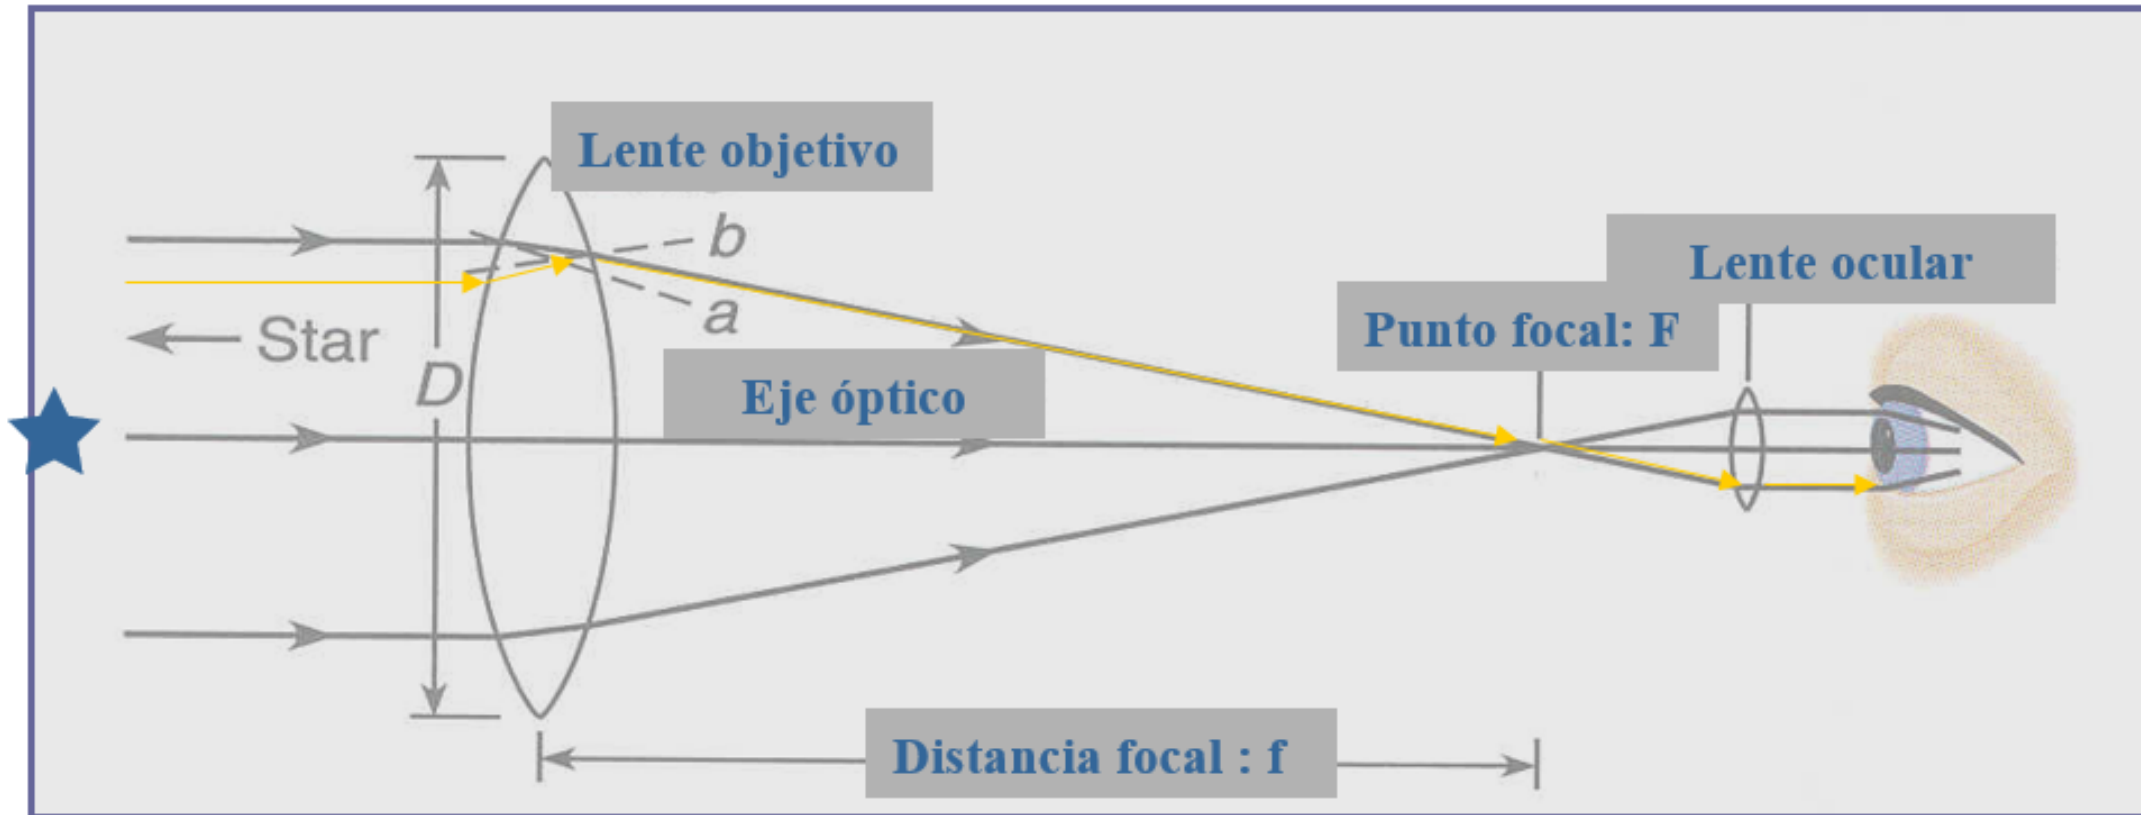 Lente objetivo
b
Lente ocular
a
Punto focal: F
Star
D
Eje óptico
Distancia focal : f